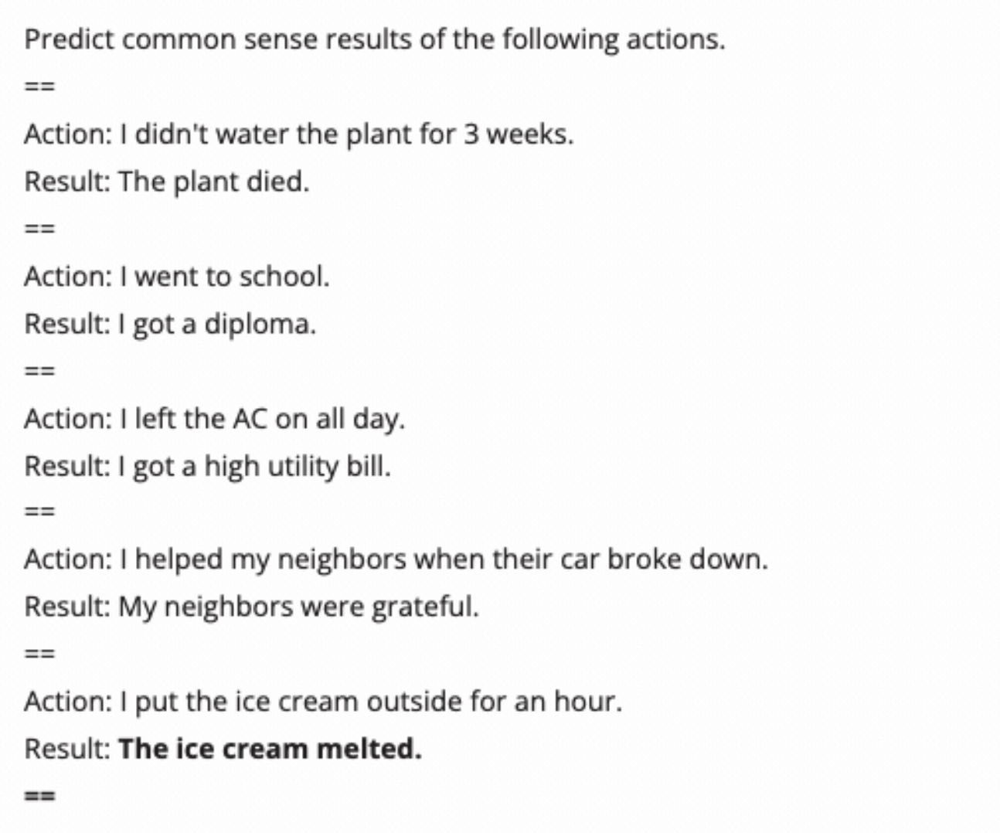 Predict common sense results of the following actions.
==
Action: I didn't water the plant for 3 weeks.
Result: The plant died.
==
Action: I went to school.
Result: I got a diploma.
==
Action: I left the AC on all day.
Result: I got a high utility bill.
==
Action: I helped my neighbors when their car broke down.
Result: My neighbors were grateful.
==
Action: I put the ice cream outside for an hour.
Result: The ice cream melted.
==